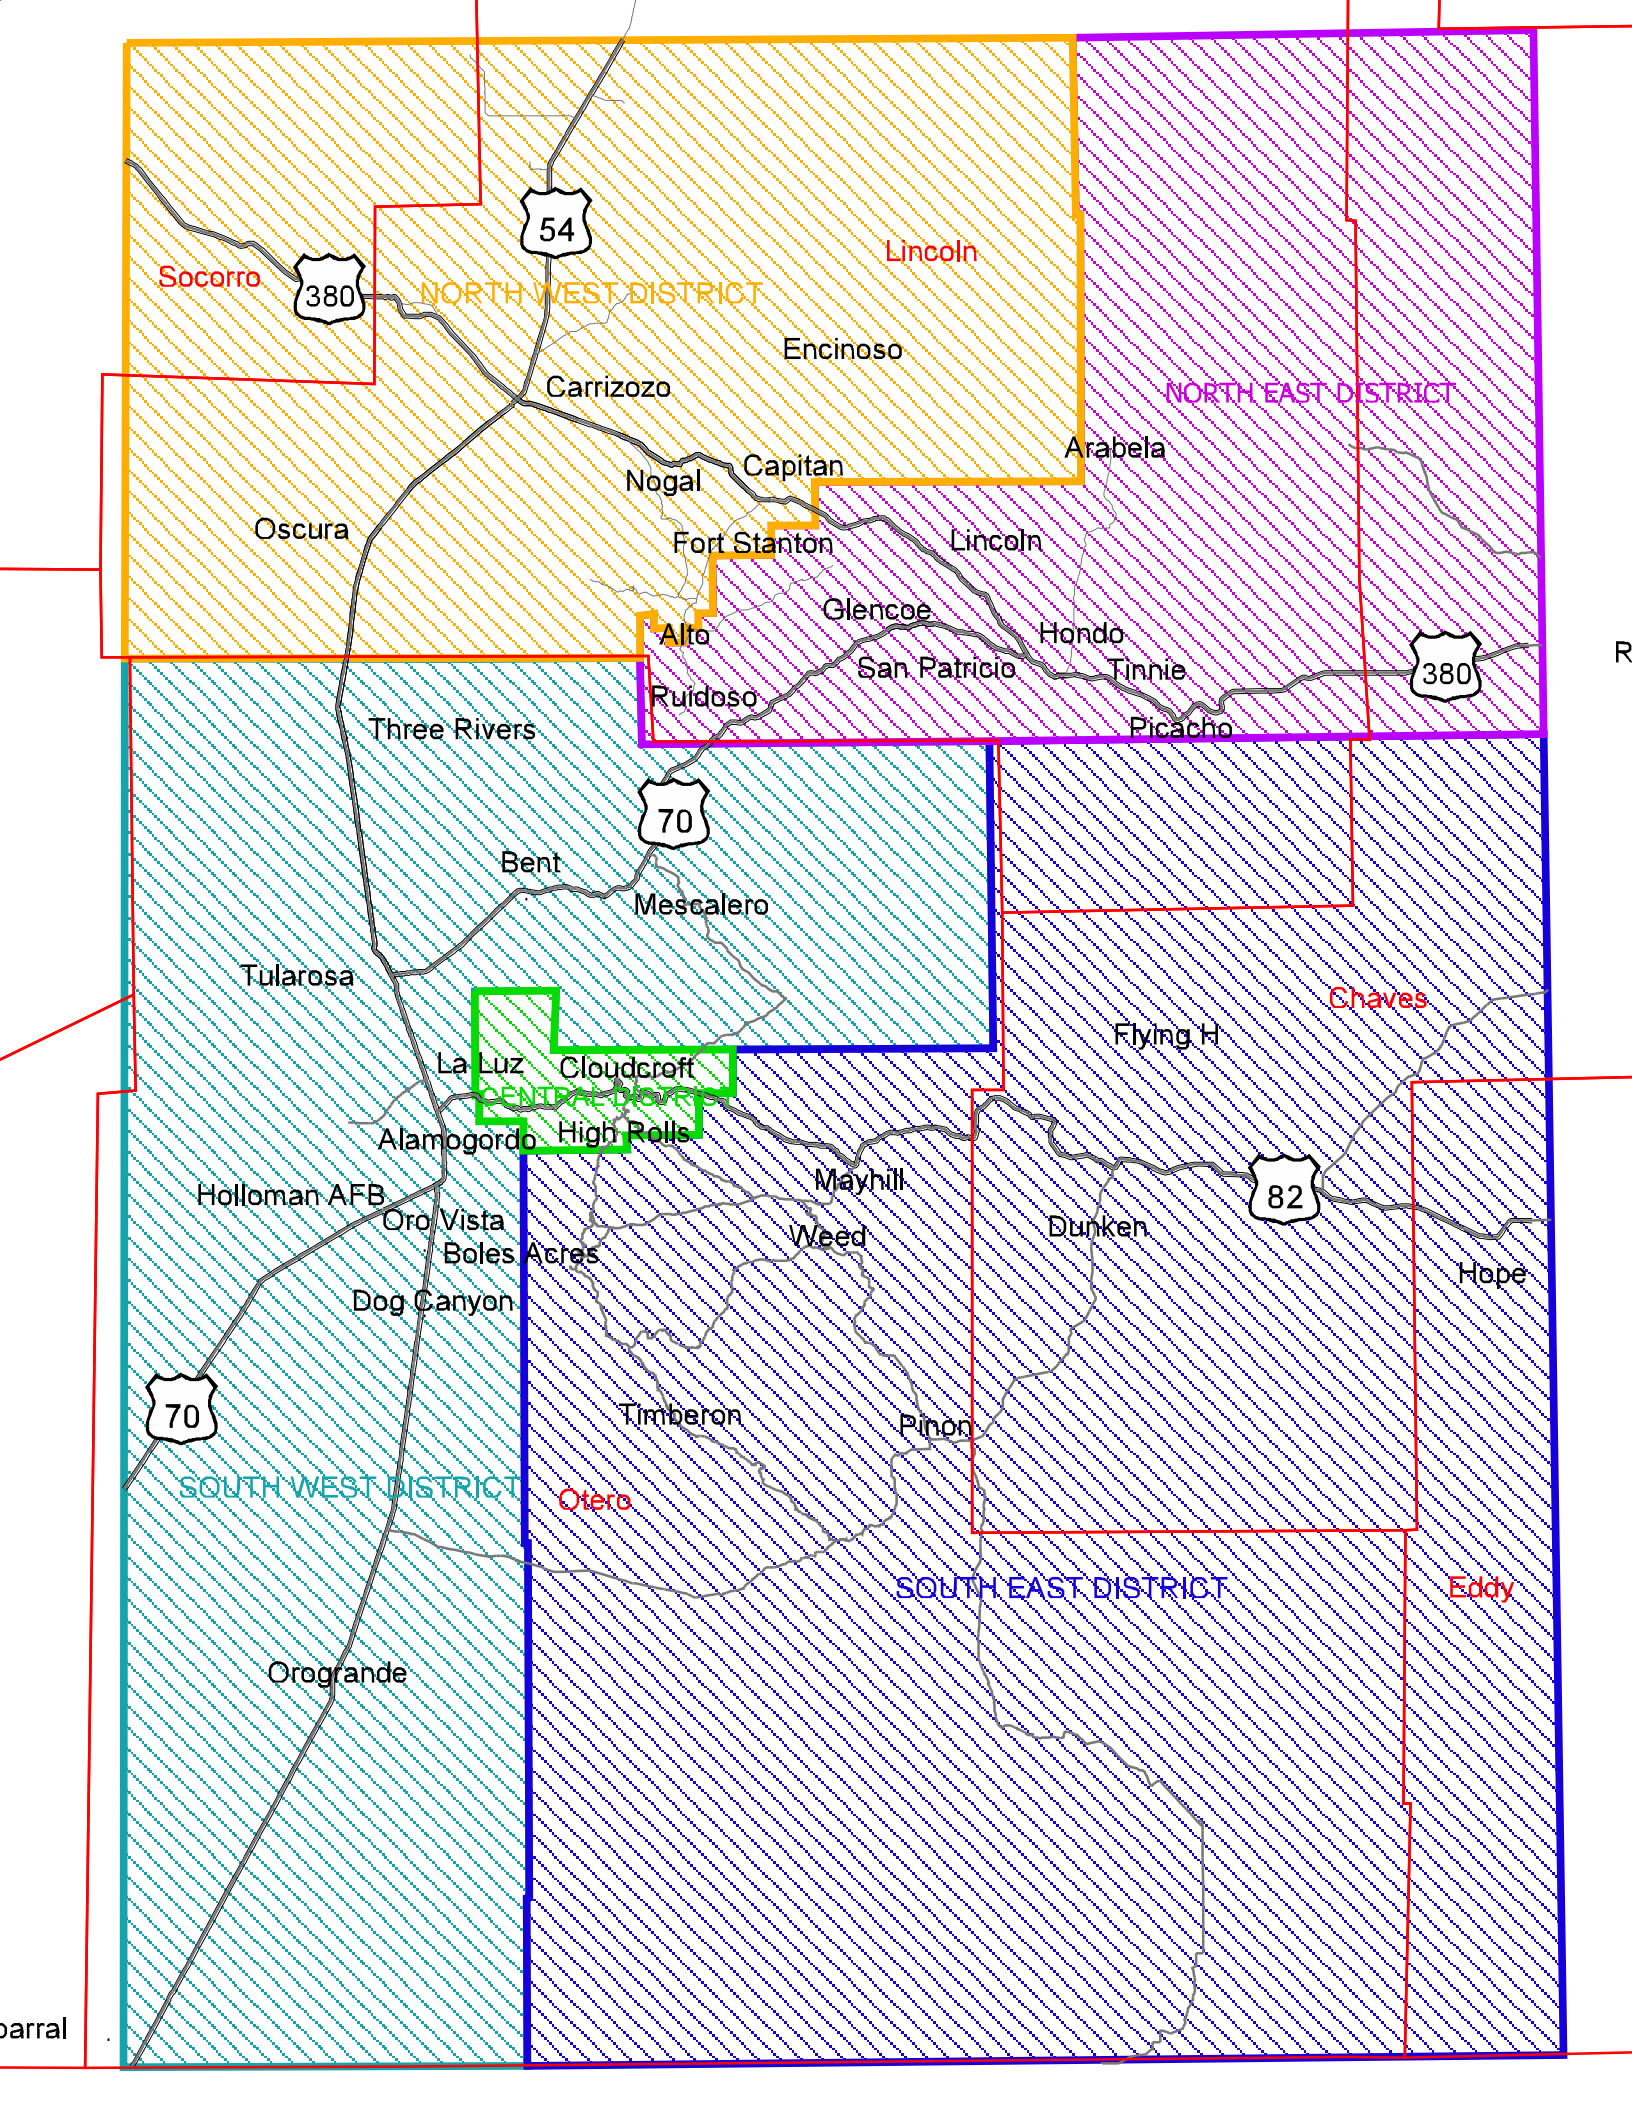 54
Lincoln
Socorro
380
NORTH WEST DISTRICT
Encinoso
Carrizozo
NORTH EAST DISTRICT
Arabela
Capitan
Nogal
Oscura
Fort Stanton
Lincoln
Glencoe
Alto
Hondo
R
San Patricio
Tinnie
380
Ruidoso
Three Rivers
Picacho
70
Bent
Mescalero
Tularosa
Chaves
Flying H
La Luz
Cloudcroft
CENTRAL DISTRICT
High Rolls
Alamogordo
Mayhill
Holloman AFB
82
Oro Vista
Dunken
Weed
Boles Acres
Hope
Dog Canyon
70
Timberon
Pinon
SOUTH WEST DISTRICT
Otero
SOUTH EAST DISTRICT
Eddy
Orogrande
parral